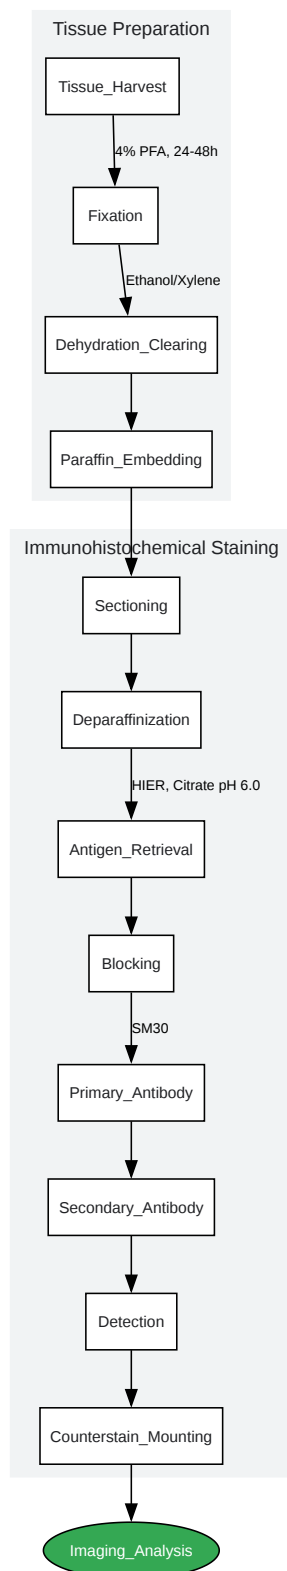 Tissue Preparation
Tissue_Harvest
4% PFA, 24-48h
Fixation
Ethanol/Xylene
Dehydration_Clearing
Paraffin_Embedding
Immunohistochemical Staining
Sectioning
Deparaffinization
HIER, Citrate pH 6.0
Antigen_Retrieval
Blocking
SM30
Primary_Antibody
Secondary_Antibody
Detection
Counterstain_Mounting
Imaging_Analysis